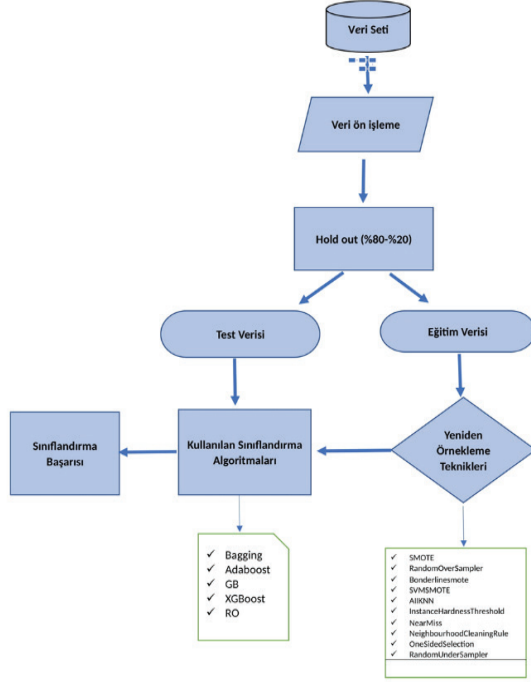 Veri Seti
Veri ön işleme
Hold out (%80-%20)
Test Verisi
Eğitim Verisi
Sınıflandırma
Başarısı
Kullanılan Sınıflandırma
Algoritmaları
Yeniden
Örnekleme
Teknikleri
✓ Bagging
✓ Adaboost
✓ GB
✓ XGBoost
✓ RO
✓ SMOTE
✓ RandomOverSampler
✓ Bonderlinesmote
✓ SVMSMOTE
✓ AllKNN
✓ InstanceHardnessThreshold
✓ NearMiss
✓ NeighbourhoodCleaningRule
✓ OneSidedSelection
✓ RandomUnderSampler